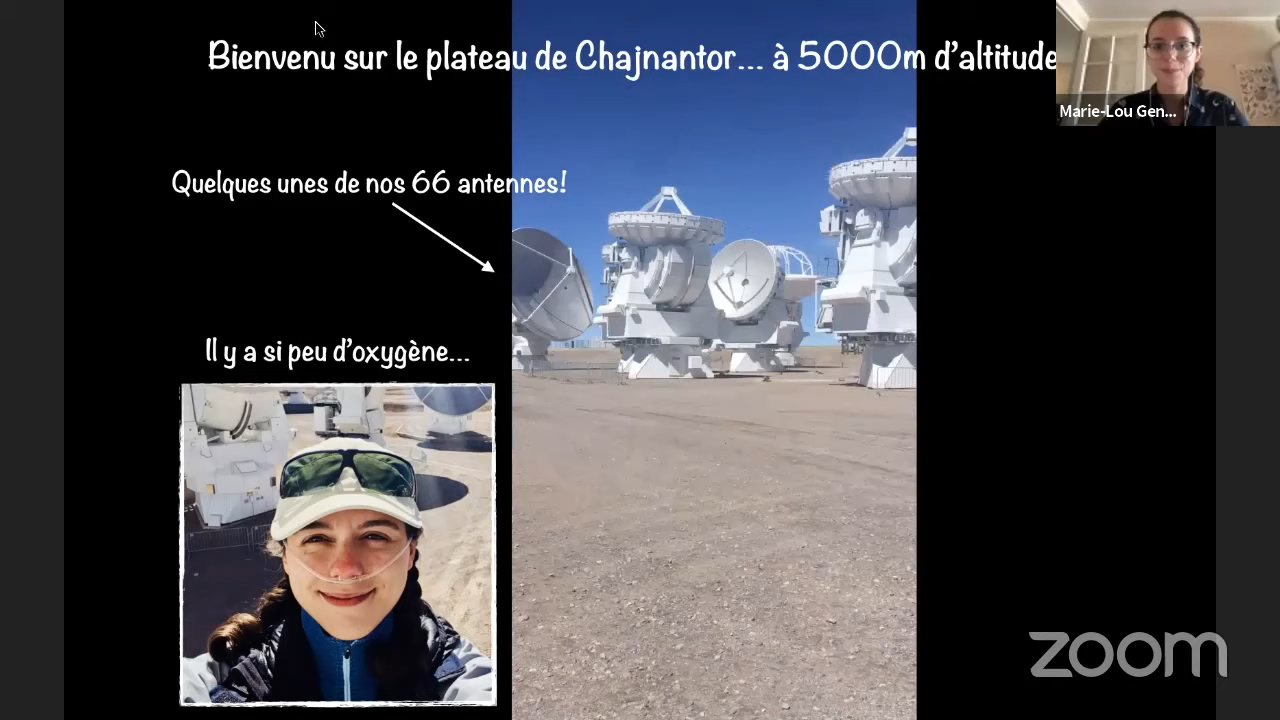 Bienvenu sur le plateau de Chajnantor... à 5000m d'altitude
Marie-Lou Gen...
Quelques unes de nos 66 antennes!
Il y a si peu d'oxygène...
zoom